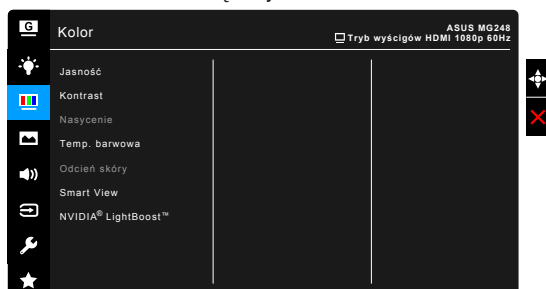 G
Kolor
ASUS MG248
Tryb wyścigów HDMI 1080p 60Hz
Jasność
Kontrast
Nasycenie
Temp. barwowa
Odcień skóry
Smart View
NVIDIA® LightBoost™